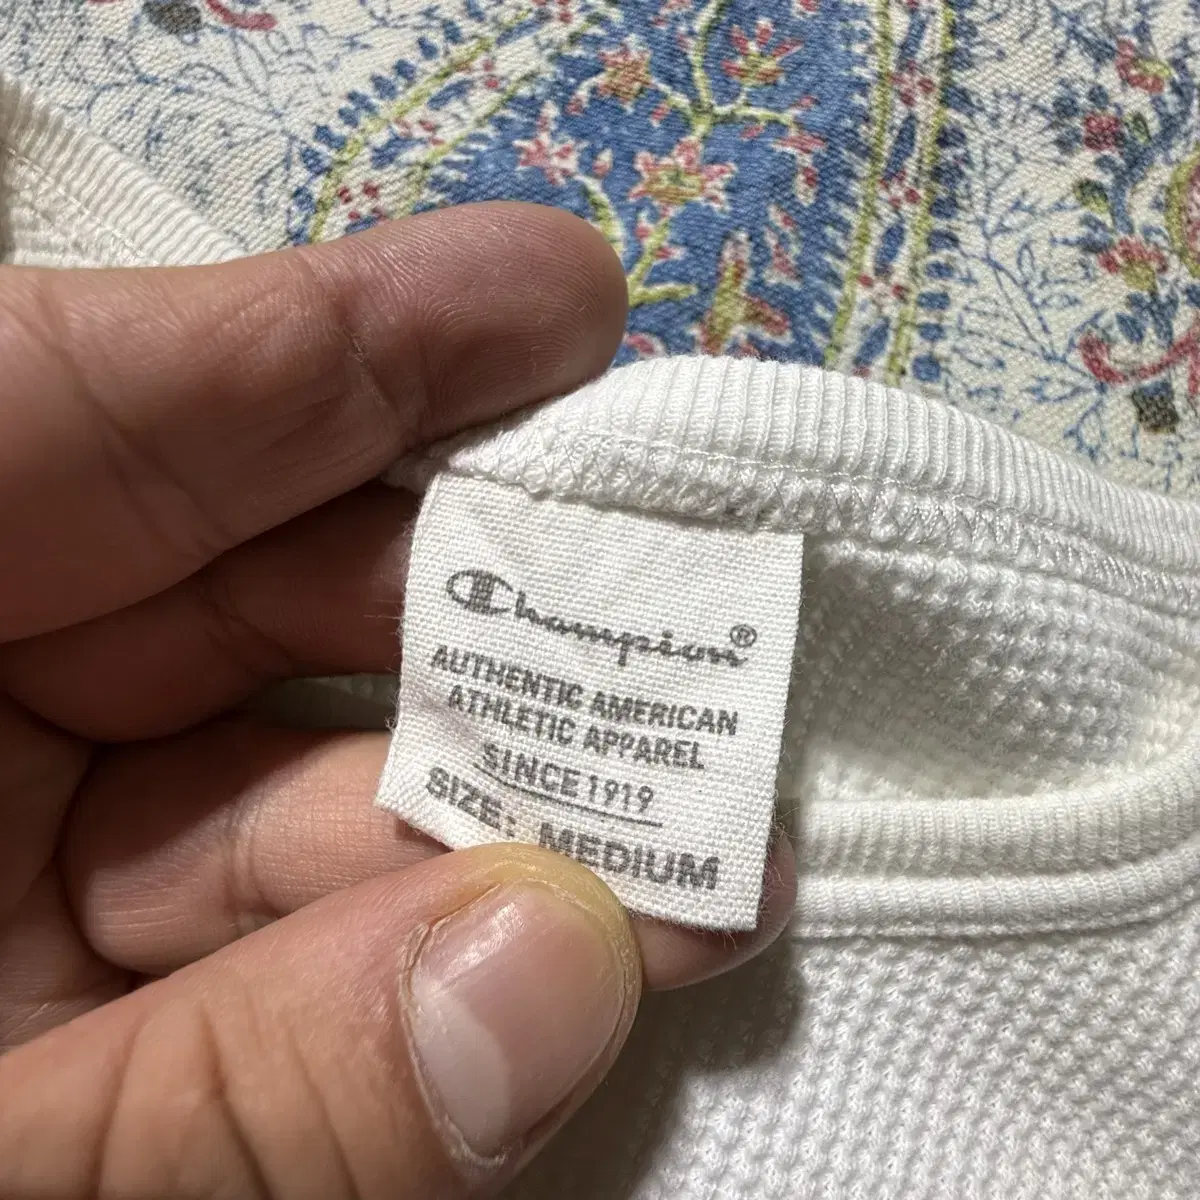 Champion®
AUTHENTIC AMERICAN
ATHLETIC APPAREL
SINCE 1919
SIZE: MEDIUM